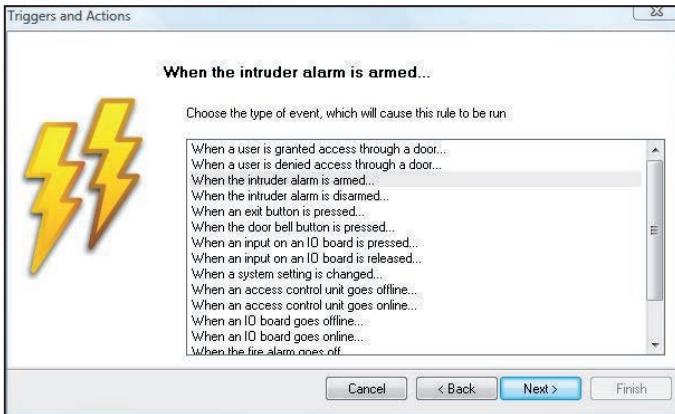 Triggers and Actions
When the intruder alarm is armed...
Choose the type of event, which will cause this rule to be run
When a user is granted access through a door...
When a user is denied access through a door...
When the intruder alarm is armed...
When the intruder alarm is disarmed...
When an exit button is pressed...
When the door bell button is pressed...
When an input on an IO board is pressed...
When an input on an IO board is released...
When a system setting is changed...
When an access control unit goes offline...
When an access control unit goes online...
When an IO board goes offline...
When an IO board goes online...
When the fire alarm goes off
Cancel < Back Next > Finish